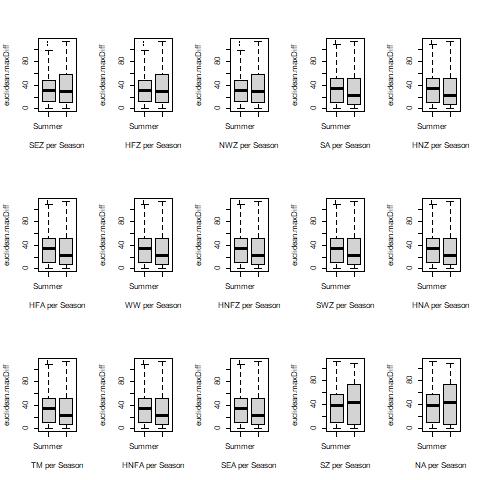 euclidean.maxDiff
0 40 80
Summer
SEZ per Season
euclidean.maxDiff
0 40 80
Summer
HFZ per Season
euclidean.maxDiff
0 40 80
Summer
NWZ per Season
euclidean.maxDiff
0 40 80
Summer
SA per Season
euclidean.maxDiff
0 40 80
Summer
HNZ per Season
euclidean.maxDiff
0 40 80
Summer
HFA per Season
euclidean.maxDiff
0 40 80
Summer
WW per Season
euclidean.maxDiff
0 40 80
Summer
HNFZ per Season
euclidean.maxDiff
0 40 80
Summer
SWZ per Season
euclidean.maxDiff
0 40 80
Summer
HNA per Season
euclidean.maxDiff
0 40 80
Summer
TM per Season
euclidean.maxDiff
0 40 80
Summer
HNFA per Season
euclidean.maxDiff
0 40 80
Summer
SEA per Season
euclidean.maxDiff
0 40 80
Summer
SZ per Season
euclidean.maxDiff
0 40 80
Summer
NA per Season